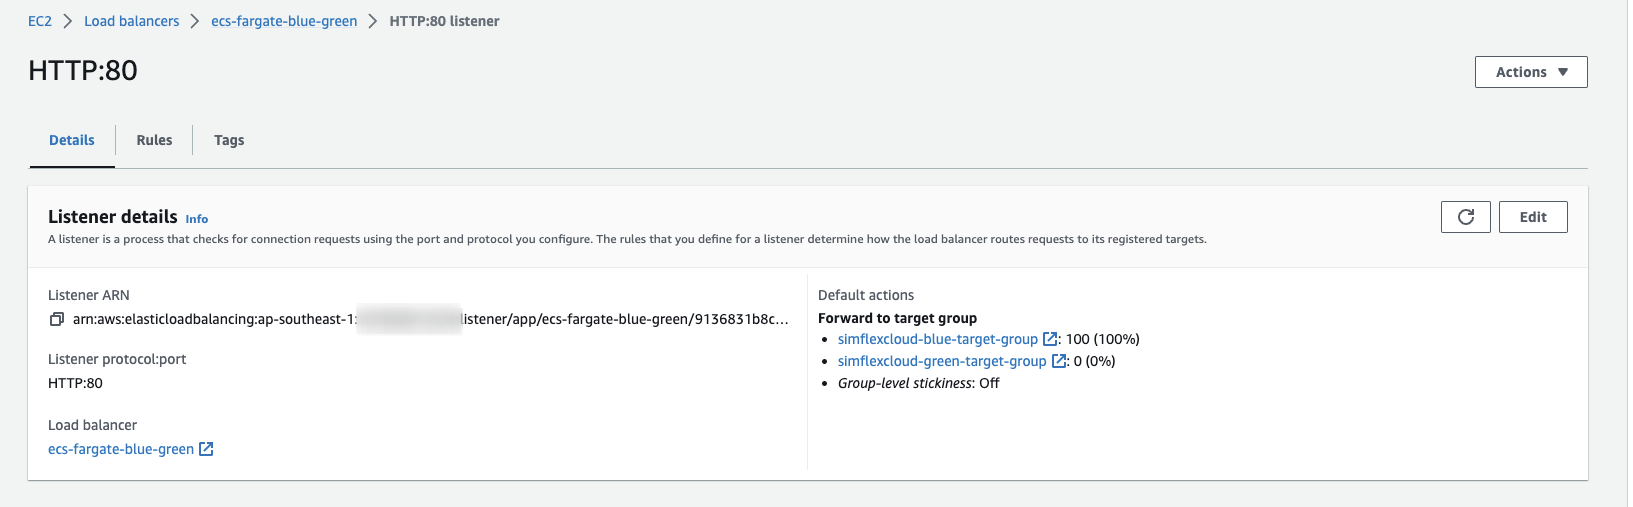 EC2 > Load balancers > ecs-fargate-blue-green > HTTP:80 listener
HTTP:80
Actions ▼
Details
Rules
Tags
Listener details Info
Edit
A listener is a process that checks for connection requests using the port and protocol you configure. The rules that you define for a listener determine how the load balancer routes requests to its registered targets.
Listener ARN
arn:aws:elasticloadbalancing:ap-southeast-1: listener/app/ecs-fargate-blue-green/9136831b8c...
Listener protocol:port
HTTP:80
Load balancer
ecs-fargate-blue-green
Default actions
Forward to target group
• simflexcloud-blue-target-group : 100 (100%)
• simflexcloud-green-target-group : 0 (0%)
• Group-level stickiness: Off